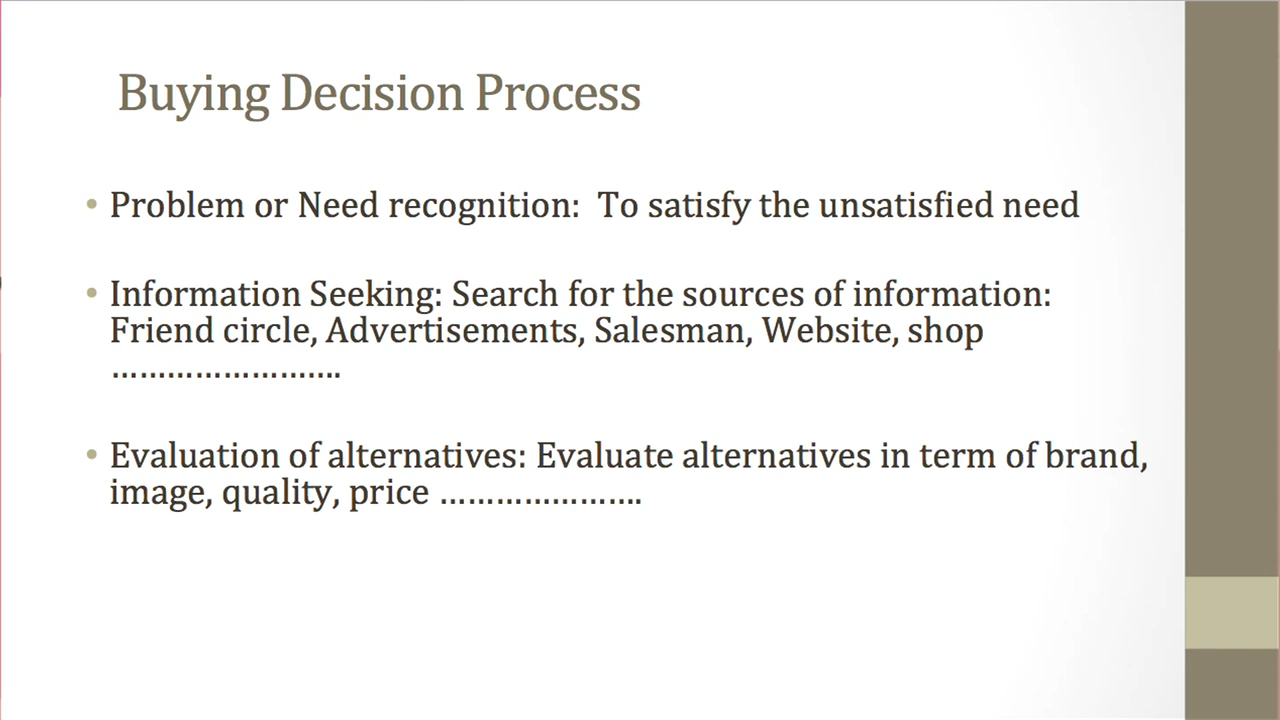 Buying Decision Process
• Problem or Need recognition:  To satisfy the unsatisfied need
• Information Seeking: Search for the sources of information:
Friend circle, Advertisements, Salesman, Website, shop
…………………….
• Evaluation of alternatives: Evaluate alternatives in term of brand,
image, quality, price ………………….